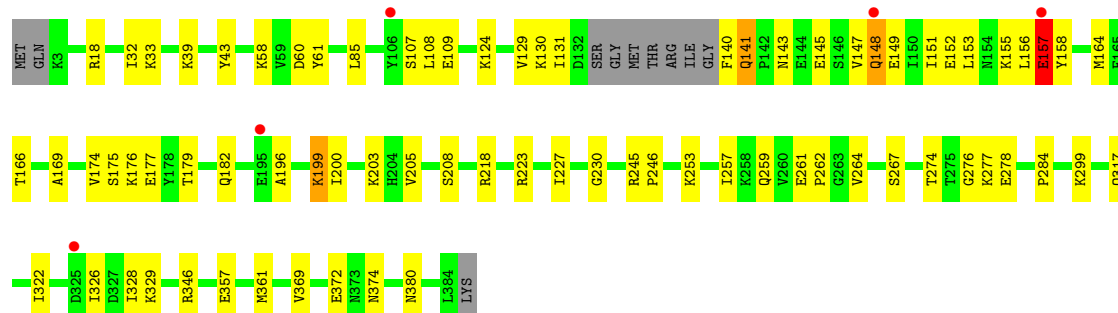 MET GLN K3 R18 I32 K33 K39 Y43 K58 V59 D60 Y61 L85 Y106 S107 L108 E109 K124 V129 K130 I131 D132 SER GLY MET THR ARG ILE GLY F140 Q141 P142 N143 E144 E145 S146 V147 Q148 E149 I150 I151 E152 L153 N154 K155 L156 E157 Y158 M164 E165
T166 A169 V174 S175 K176 E177 Y178 T179 Q182 E195 A196 K199 I200 K203 H204 V205 S208 R218 R223 I227 G230 R245 P246 K253 I257 K258 Q259 V260 E261 P262 G263 V264 S267 T274 T275 G276 K277 E278 P284 K299
I322 D325 I326 D327 I328 K329 R346 E357 M361 V369 E372 N373 N374 N380 L384 LYS